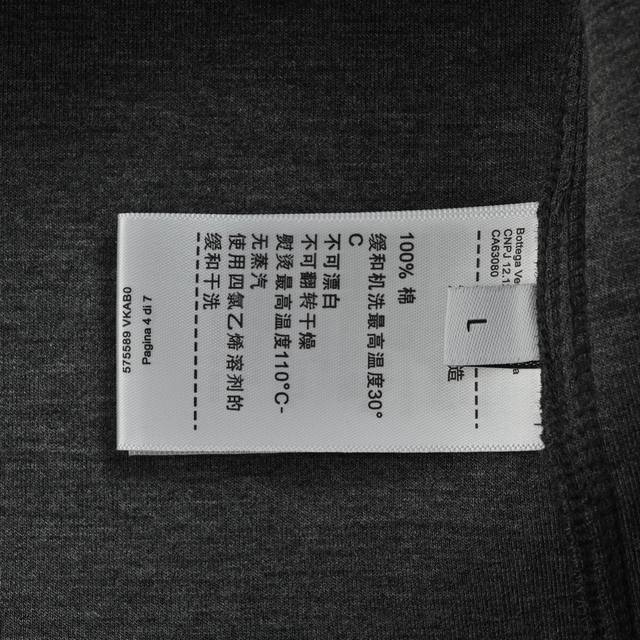 Bottega Ve
CNPJ 12.1
CA63080
L
造
100% 棉
缓和机洗最高温度30°
C
不可漂白
不可翻转干燥
熨烫最高温度110°C-
无蒸汽
使用四氯乙烯溶剂的
缓和干洗
575589 VKAB0
Pagina 4 di 7